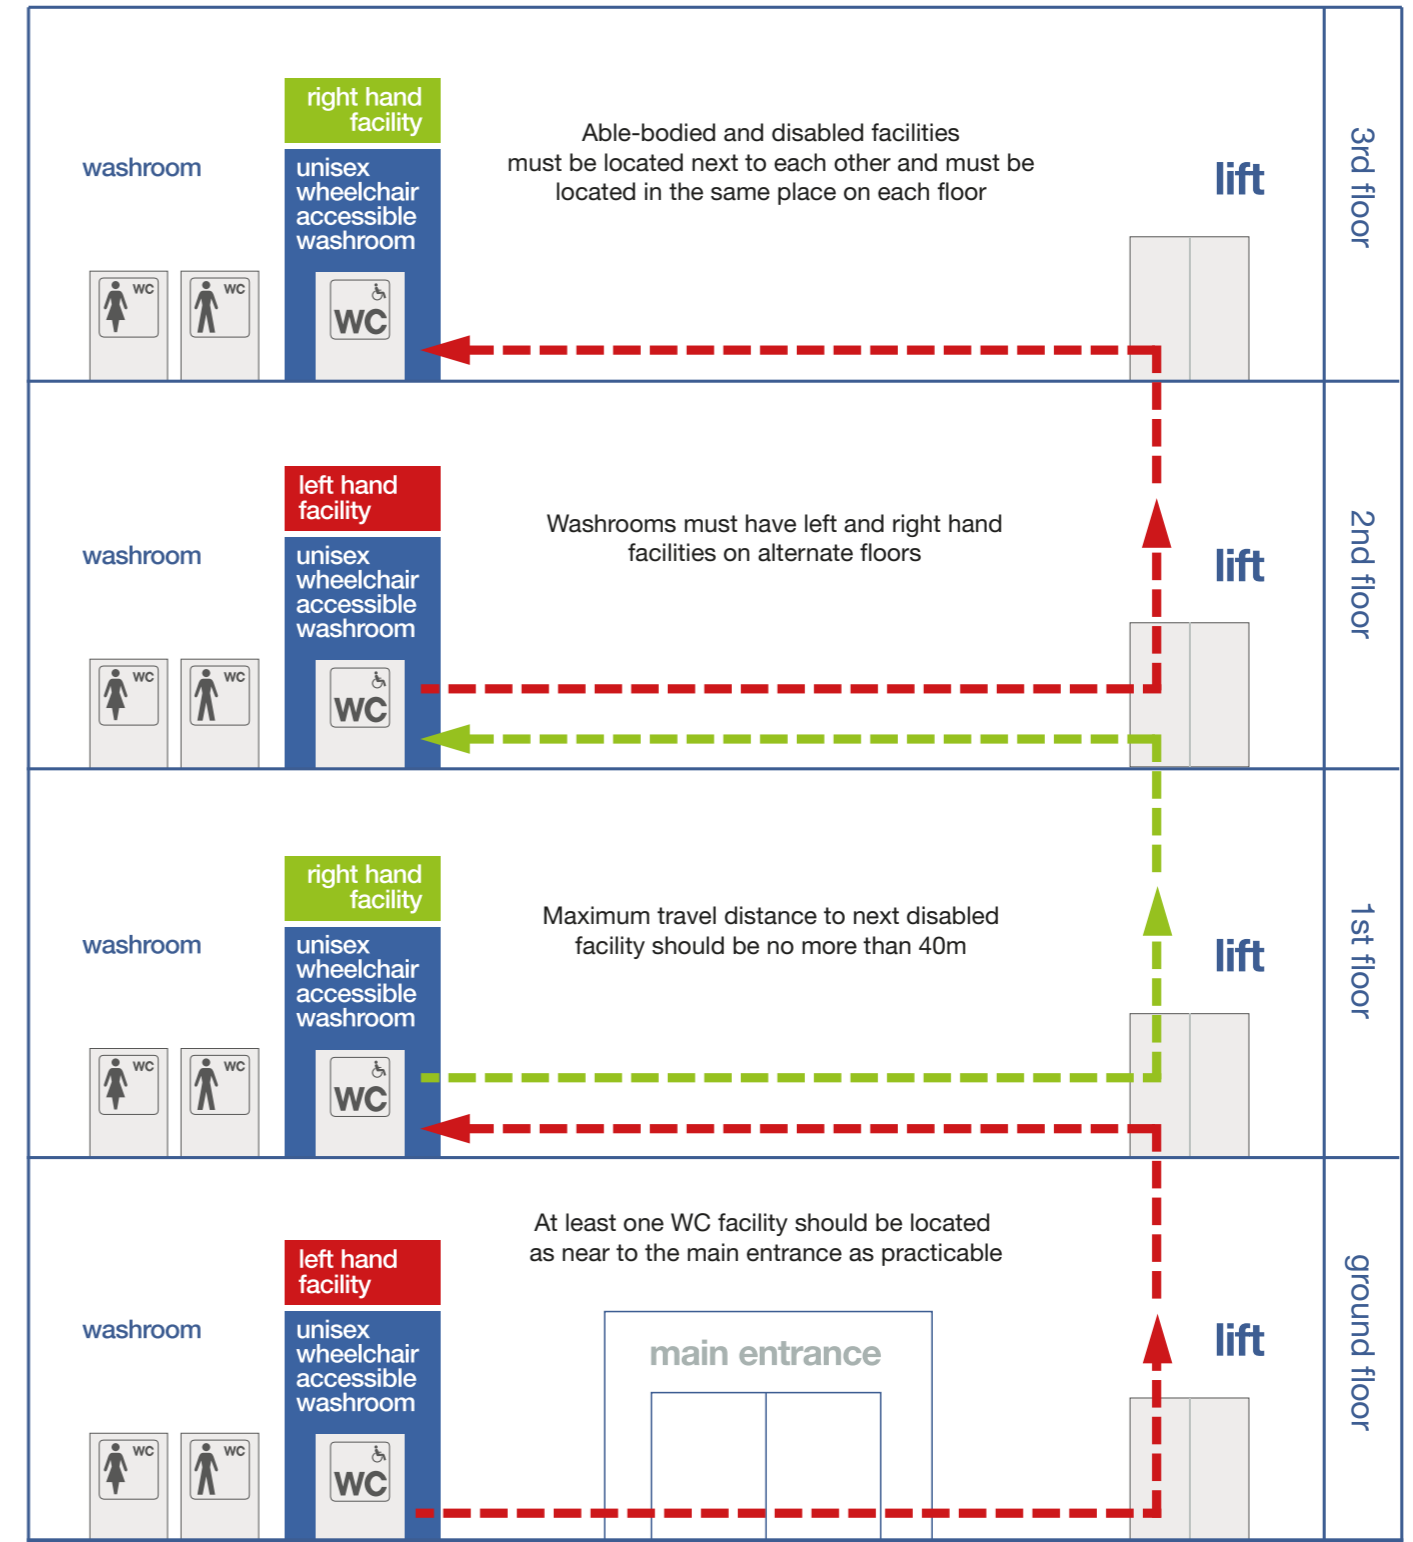 right hand
facility
washroom
unisex
wheelchair
accessible
washroom
WC
WC
WC
Able-bodied and disabled facilities
must be located next to each other and must be
located in the same place on each floor
lift
3rd floor
left hand
facility
washroom
unisex
wheelchair
accessible
washroom
WC
WC
WC
Washrooms must have left and right hand
facilities on alternate floors
lift
2nd floor
right hand
facility
washroom
unisex
wheelchair
accessible
washroom
WC
WC
WC
Maximum travel distance to next disabled
facility should be no more than 40m
lift
1st floor
left hand
facility
washroom
unisex
wheelchair
accessible
washroom
WC
WC
WC
At least one WC facility should be located
as near to the main entrance as practicable
main entrance
lift
ground floor